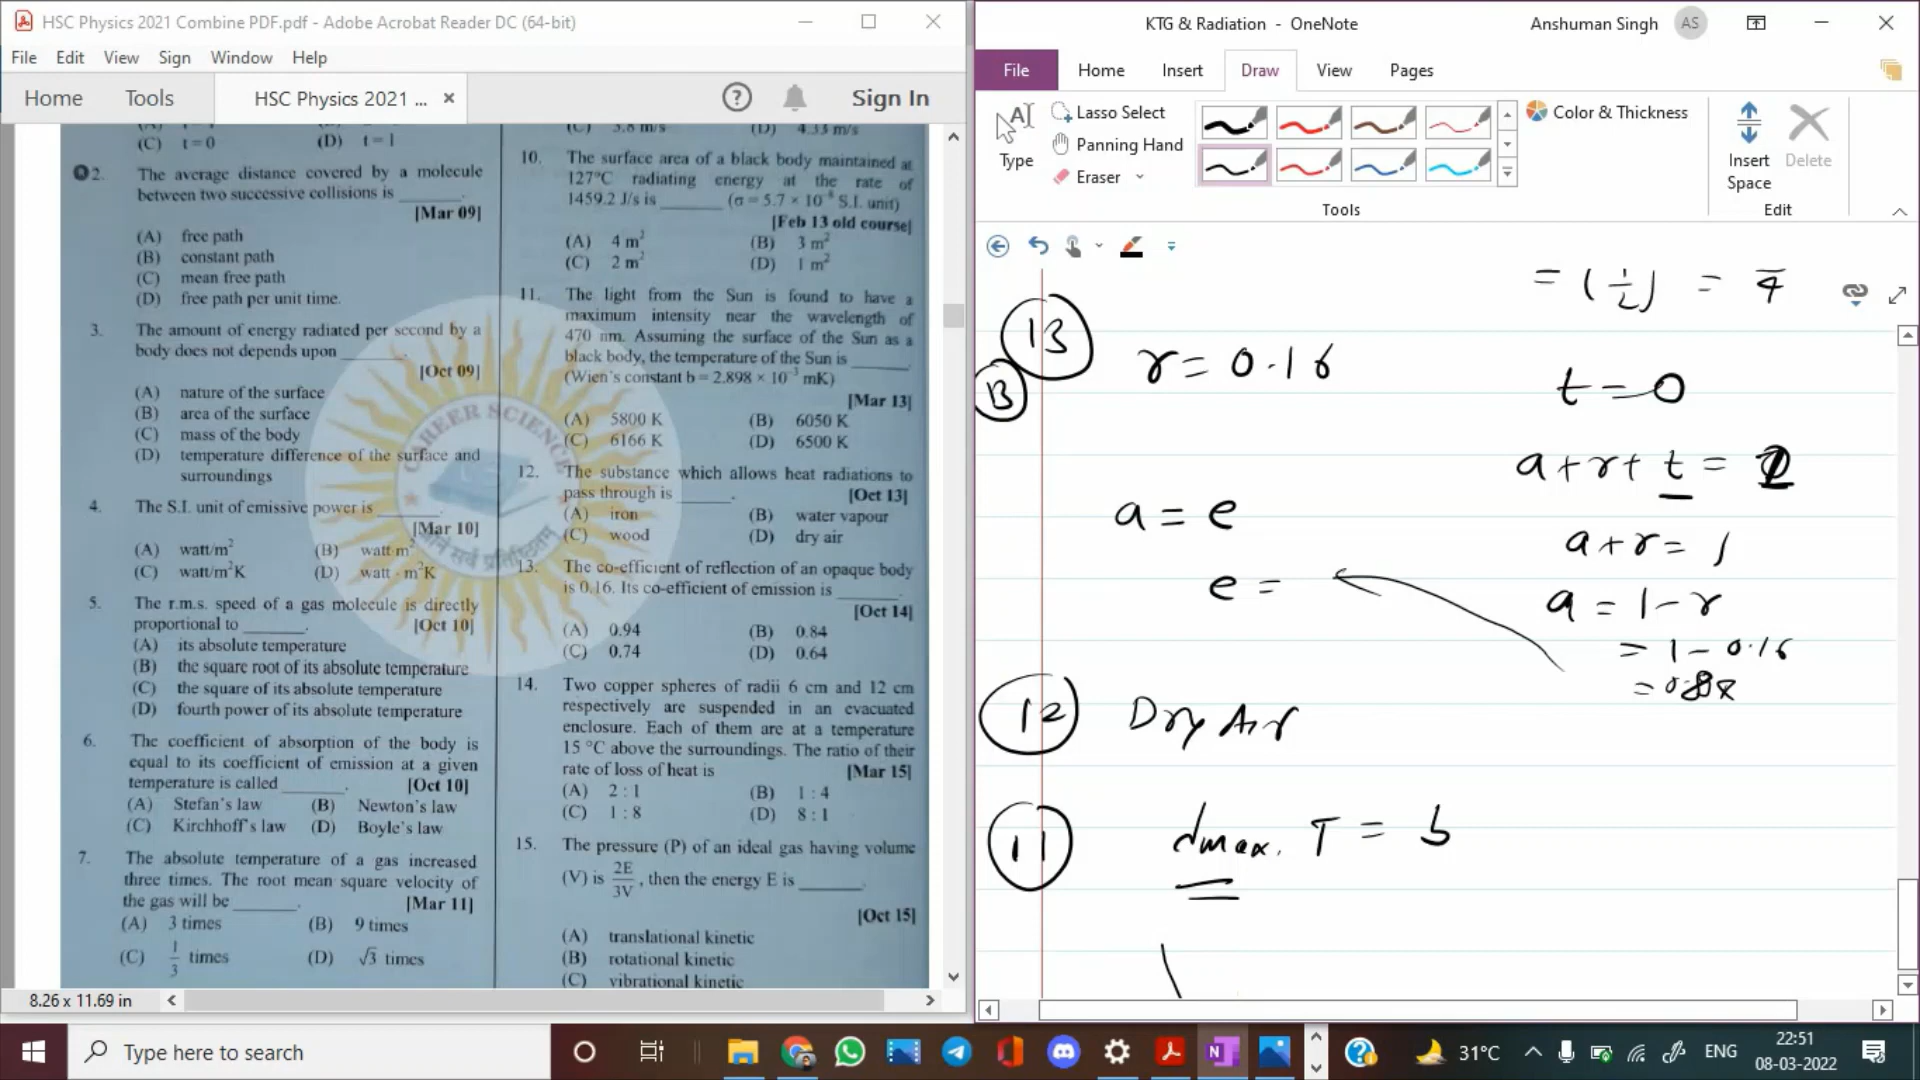 HSC Physics 2021 Combine PDF.pdf - Adobe Acrobat Reader DC (64-bit)
File Edit View Sign Window Help
Home Tools HSC Physics 2021 ... × Sign In
(C) t = 0 (D) t = 1
2. The average distance covered by a molecule
between two successive collisions is ______.
[Mar 09]
(A) free path
(B) constant path
(C) mean free path
(D) free path per unit time.
3. The amount of energy radiated per second by a
body does not depends upon ______.
[Oct 09]
(A) nature of the surface
(B) area of the surface
(C) mass of the body
(D) temperature difference of the surface and
surroundings
4. The S.I. unit of emissive power is ______.
[Mar 10]
(A) watt/m² (B) watt·m²
(C) watt/m²K (D) watt · m²K
5. The r.m.s. speed of a gas molecule is directly
proportional to ______. [Oct 10]
(A) its absolute temperature
(B) the square root of its absolute temperature
(C) the square of its absolute temperature
(D) fourth power of its absolute temperature
6. The coefficient of absorption of the body is
equal to its coefficient of emission at a given
temperature is called ______. [Oct 10]
(A) Stefan's law (B) Newton's law
(C) Kirchhoff's law (D) Boyle's law
7. The absolute temperature of a gas increased
three times. The root mean square velocity of
the gas will be ______. [Mar 11]
(A) 3 times (B) 9 times
(C) 1/3 times (D) √3 times
(C) 3.8 m/s (D) 4.33 m/s
10. The surface area of a black body maintained at
127°C radiating energy at the rate of
1459.2 J/s is ______ (σ = 5.7 × 10⁻⁸ S.I. unit)
[Feb 13 old course]
(A) 4 m² (B) 3 m²
(C) 2 m² (D) 1 m²
11. The light from the Sun is found to have a
maximum intensity near the wavelength of
470 nm. Assuming the surface of the Sun as a
black body, the temperature of the Sun is ______.
(Wien's constant b = 2.898 × 10⁻³ mK)
[Mar 13]
(A) 5800 K (B) 6050 K
(C) 6166 K (D) 6500 K
12. The substance which allows heat radiations to
pass through is ______. [Oct 13]
(A) iron (B) water vapour
(C) wood (D) dry air
13. The co-efficient of reflection of an opaque body
is 0.16. Its co-efficient of emission is ______.
[Oct 14]
(A) 0.94 (B) 0.84
(C) 0.74 (D) 0.64
14. Two copper spheres of radii 6 cm and 12 cm
respectively are suspended in an evacuated
enclosure. Each of them are at a temperature
15 °C above the surroundings. The ratio of their
rate of loss of heat is [Mar 15]
(A) 2 : 1 (B) 1 : 4
(C) 1 : 8 (D) 8 : 1
15. The pressure (P) of an ideal gas having volume
(V) is 2E/3V, then the energy E is ______.
[Oct 15]
(A) translational kinetic
(B) rotational kinetic
(C) vibrational kinetic
CAREER SCIENCE
8.26 x 11.69 in
KTG & Radiation - OneNote Anshuman Singh AS
File Home Insert Draw View Pages
Type
Lasso Select
Panning Hand
Eraser
Color & Thickness
Insert Space
Delete
Tools
Edit
= (1/2) = 4
13
B
r = 0.16
t = 0
a + r + t =
a = e
a + r = 1
e =
a = 1 - r
= 1 - 0.16
12 Dry Air
11 λmax. T = b
Type here to search
31°C ENG 22:51
08-03-2022